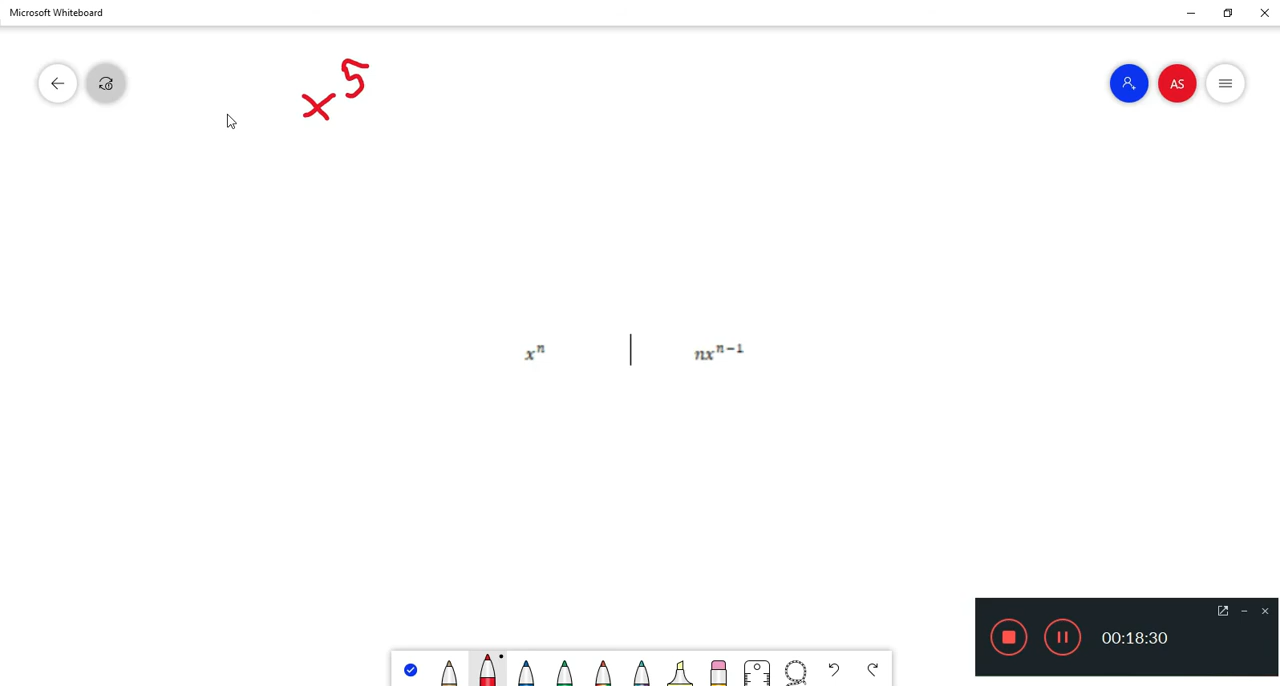 Microsoft Whiteboard
x⁵
AS
xⁿ | nxⁿ⁻¹
00:18:30